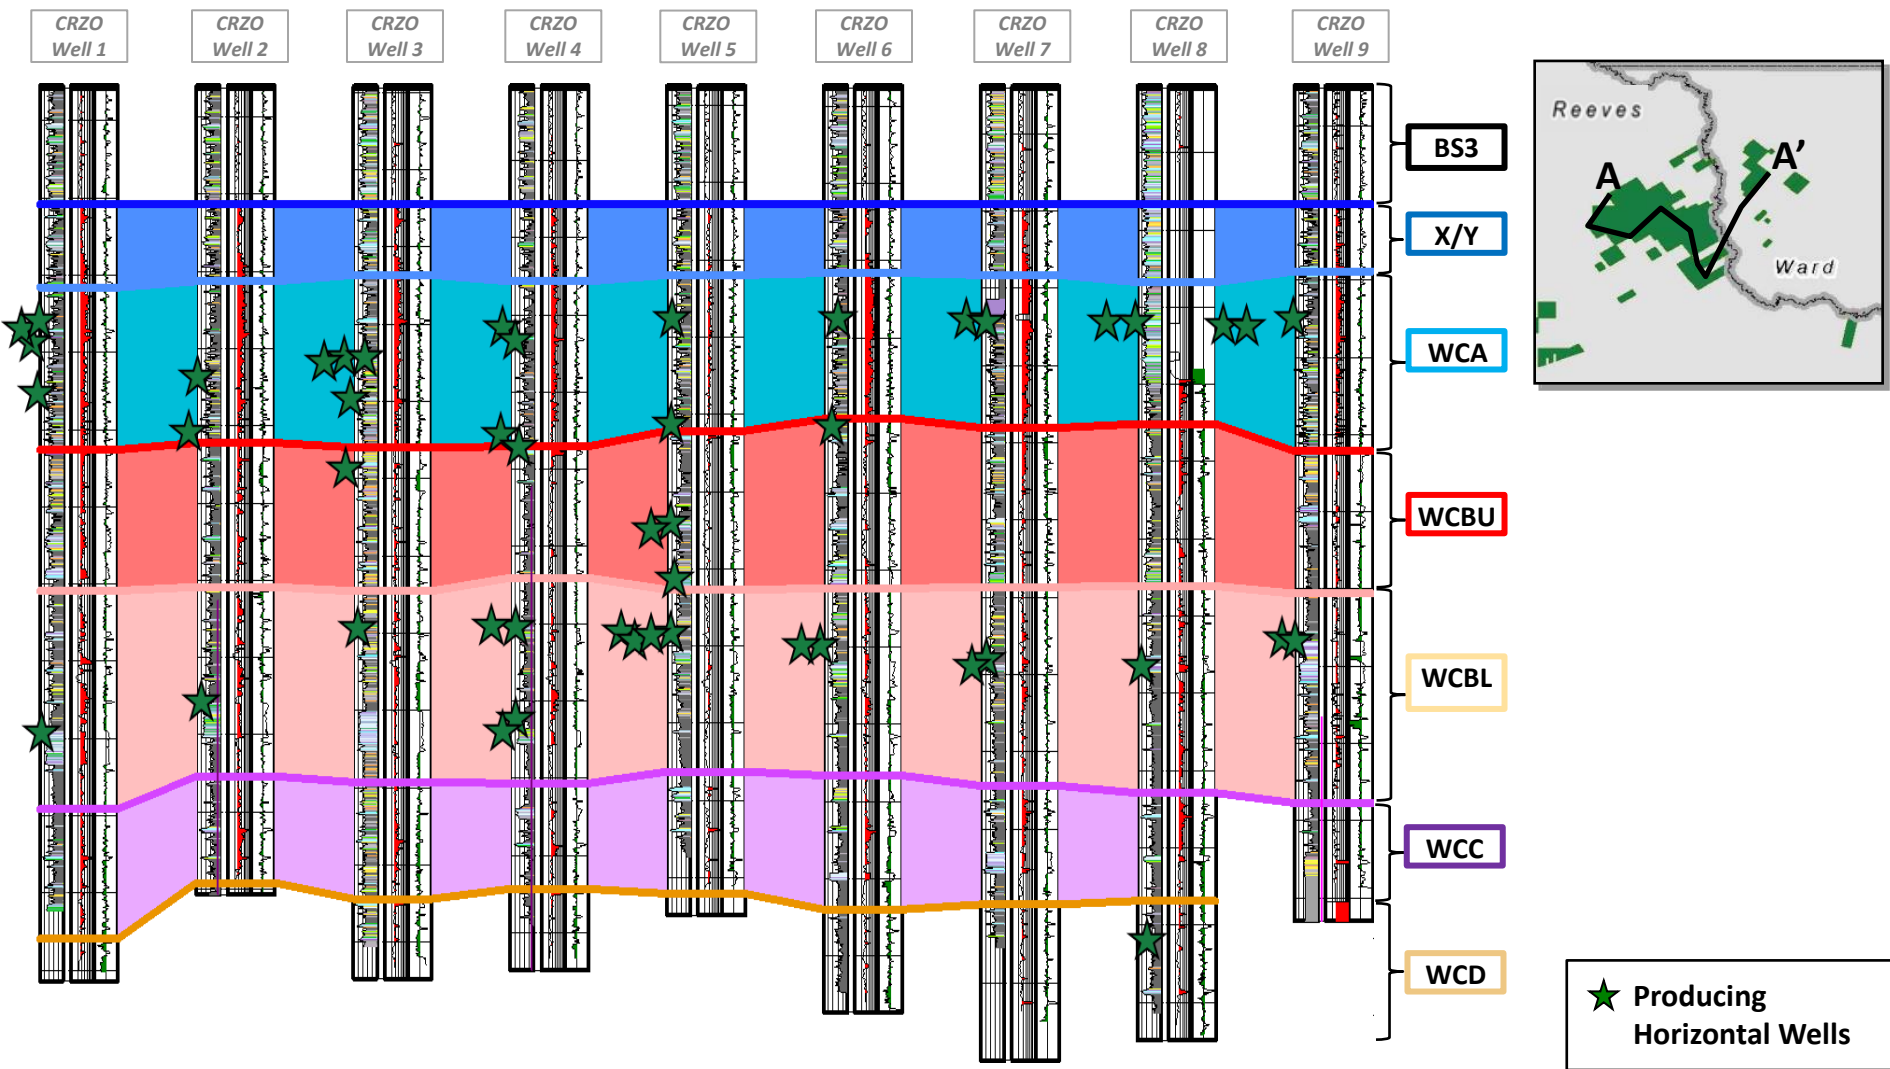 CRZO
Well 1
CRZO
Well 2
CRZO
Well 3
CRZO
Well 4
CRZO
Well 5
CRZO
Well 6
CRZO
Well 7
CRZO
Well 8
CRZO
Well 9
BS3
X/Y
WCA
WCBU
WCBL
WCC
WCD
Reeves
A
A'
Ward
Producing
Horizontal Wells